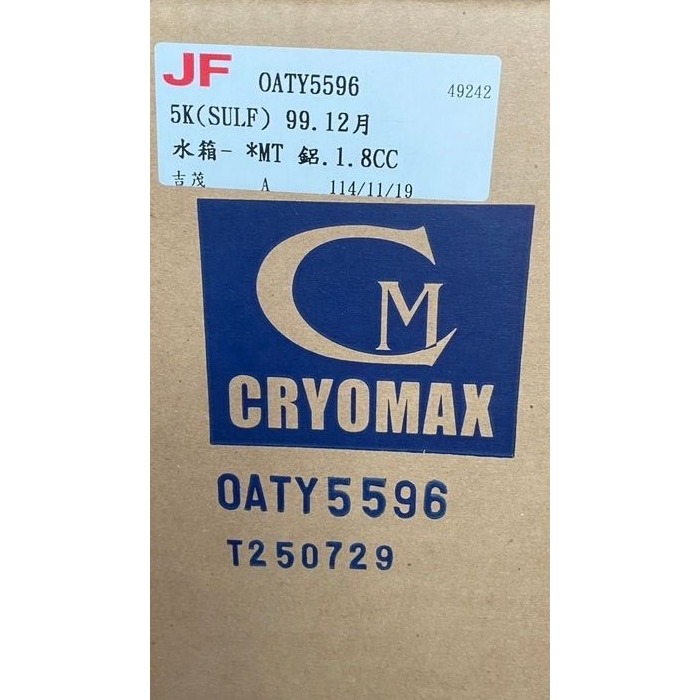 JF OATY5596 49242
5K(SULF) 99.12月
水箱- *MT 鋁.1.8CC
吉茂 A 114/11/19
CM
CRYOMAX
OATY5596
T250729